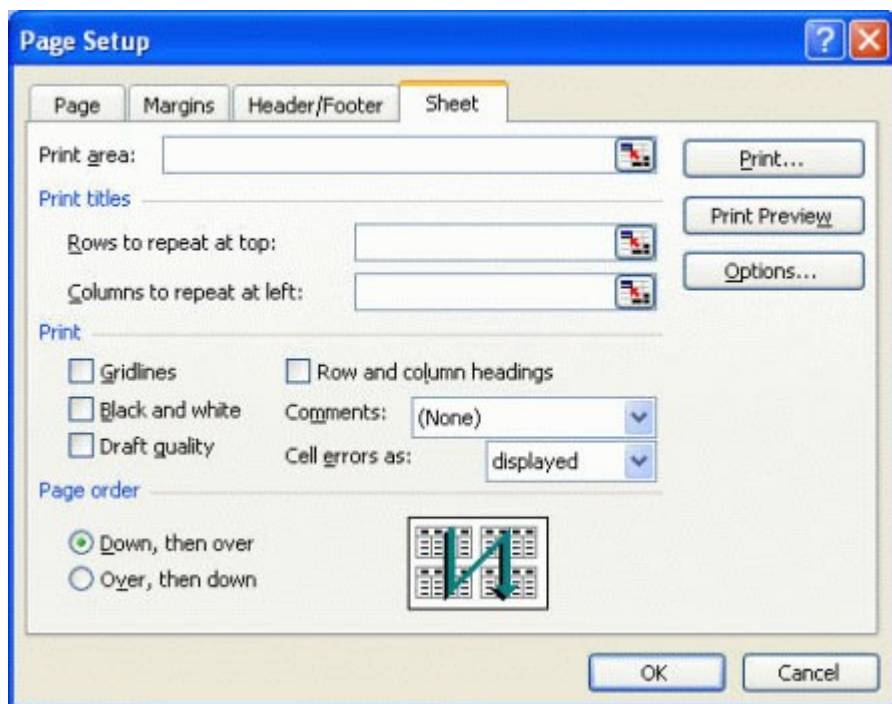 Page Setup
Page Margins Header/Footer Sheet
Print area:
Print...
Print titles
Print Preview
Rows to repeat at top:
Options...
Columns to repeat at left:
Print
Gridlines Row and column headings
Black and white Comments: (None)
Draft quality Cell errors as: displayed
Page order
Down, then over
Over, then down
OK Cancel